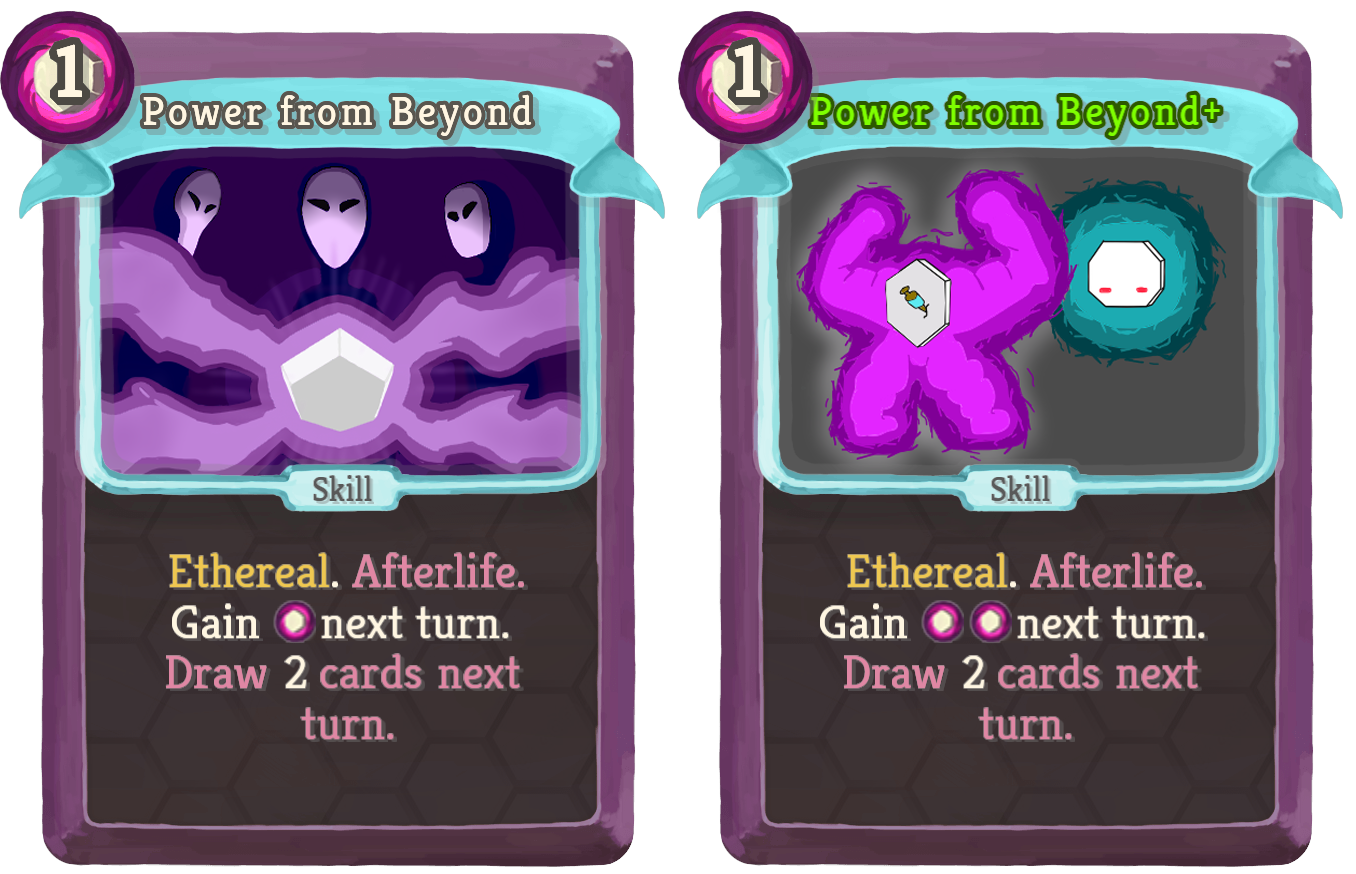 1
Power from Beyond
Skill
Ethereal. Afterlife.
Gain next turn.
Draw 2 cards next
turn.
1
Power from Beyond+
Skill
Ethereal. Afterlife.
Gain next turn.
Draw 2 cards next
turn.